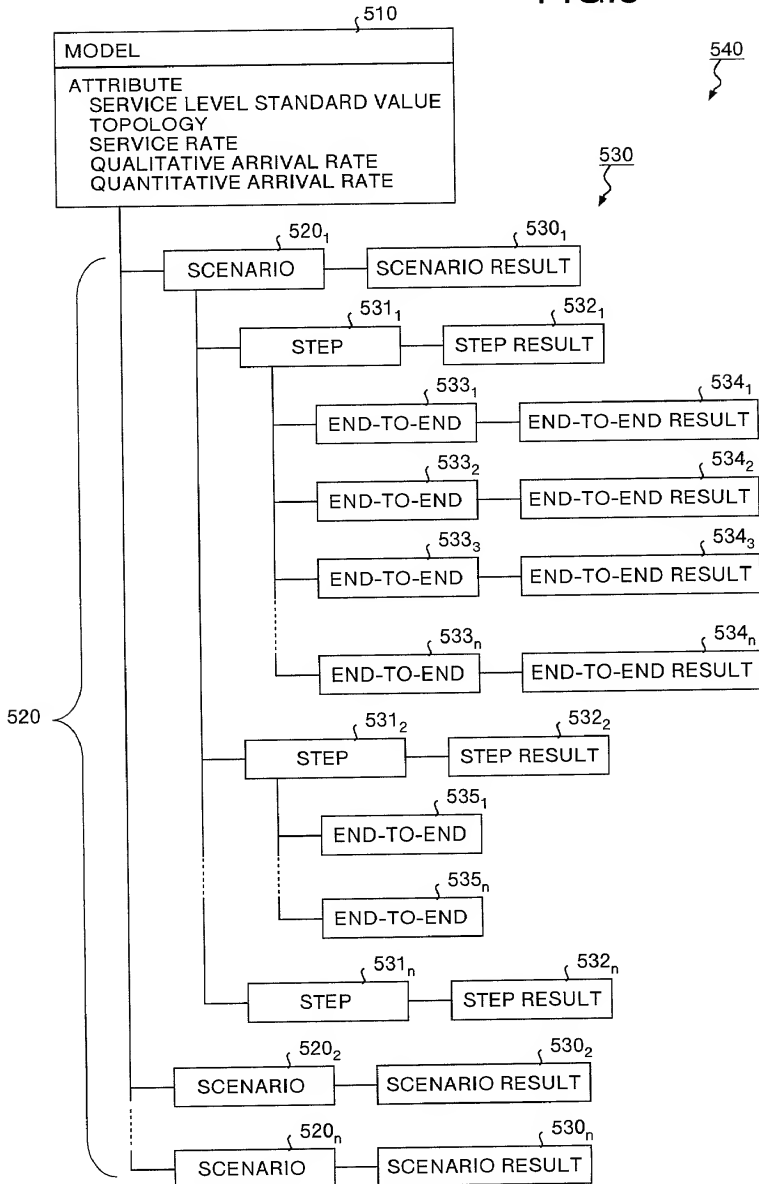 510
MODEL
540
ATTRIBUTE
SERVICE LEVEL STANDARD VALUE
TOPOLOGY
SERVICE RATE
QUALITATIVE ARRIVAL RATE
QUANTITATIVE ARRIVAL RATE
530
520₁ 530₁
SCENARIO SCENARIO RESULT
531₁ 532₁
STEP STEP RESULT
533₁ 534₁
END-TO-END END-TO-END RESULT
533₂ 534₂
END-TO-END END-TO-END RESULT
533₃ 534₃
END-TO-END END-TO-END RESULT
533ₙ 534ₙ
END-TO-END END-TO-END RESULT
520
531₂ 532₂
STEP STEP RESULT
535₁
END-TO-END
535ₙ
END-TO-END
531ₙ 532ₙ
STEP STEP RESULT
520₂ 530₂
SCENARIO SCENARIO RESULT
520ₙ 530ₙ
SCENARIO SCENARIO RESULT